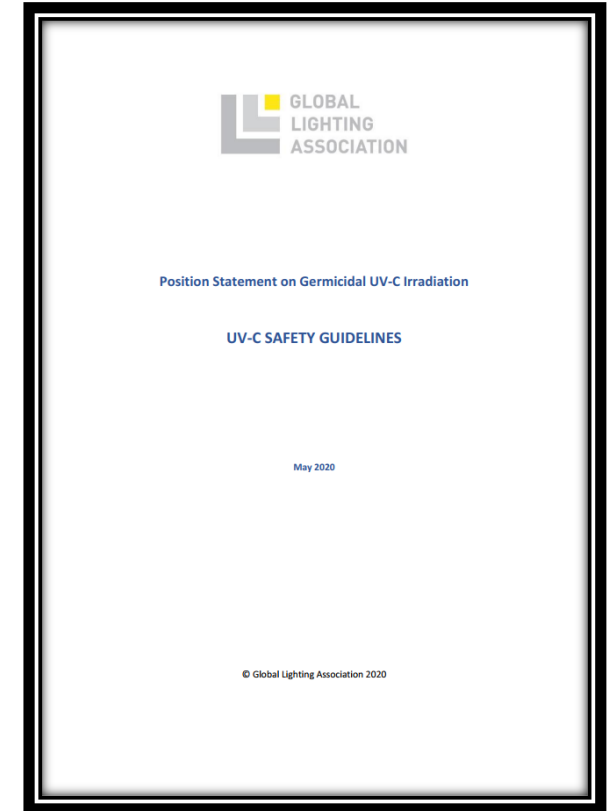 GLOBAL
LIGHTING
ASSOCIATION
Position Statement on Germicidal UV-C Irradiation
UV-C SAFETY GUIDELINES
May 2020
© Global Lighting Association 2020